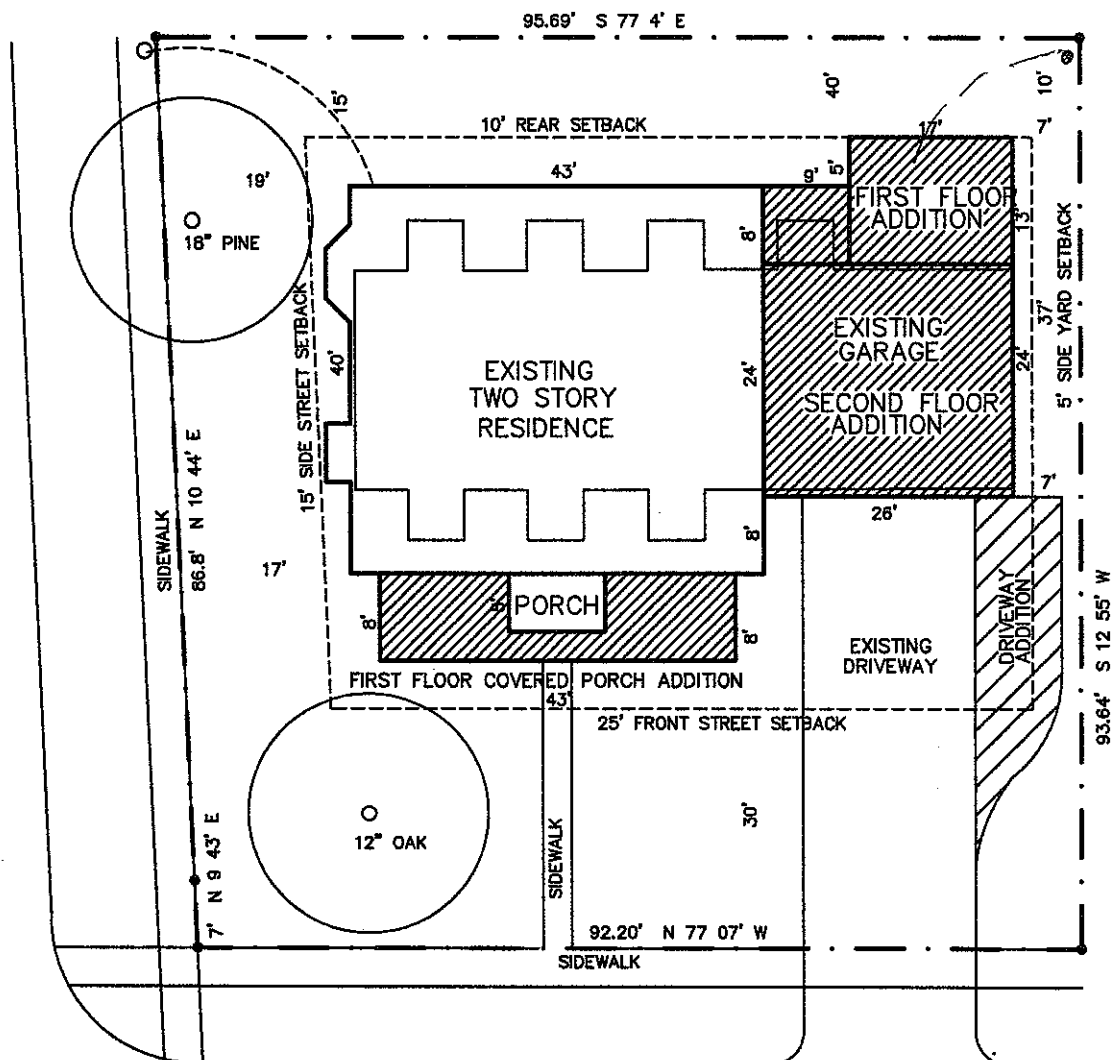 95.69' S 77 4' E
15'
40'
10'
10' REAR SETBACK
17'
7'
19'
43'
9'
5'
FIRST FLOOR
ADDITION
13'
18" PINE
8'
5' SIDE YARD SETBACK
37'
15' SIDE STREET SETBACK
40'
EXISTING
TWO STORY
RESIDENCE
24'
EXISTING
GARAGE
SECOND FLOOR
ADDITION
24'
SIDEWALK
86.8' N 10 44' E
7'
26'
8'
17'
8'
PORCH
8'
DRIVEWAY
ADDITION
EXISTING
DRIVEWAY
93.64' S 12 55' W
FIRST FLOOR COVERED PORCH ADDITION
43'
25' FRONT STREET SETBACK
12" OAK
30'
SIDEWALK
7' N 9 43' E
92.20' N 77 07' W
SIDEWALK